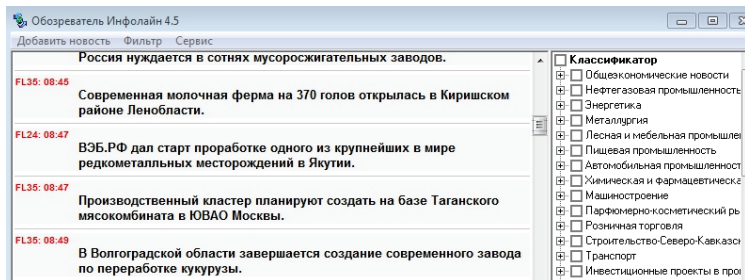 Обозреватель Инфолайн 4.5
Добавить новость Фильтр Сервис
Россия нуждается в сотнях мусоросжигательных заводов.
FL35: 08:45
Современная молочная ферма на 370 голов открылась в Киришском
районе Ленобласти.
FL24: 08:47
ВЭБ.РФ дал старт проработке одного из крупнейших в мире
редкометалльных месторождений в Якутии.
FL35: 08:47
Производственный кластер планируют создать на базе Таганского
мясокомбината в ЮВАО Москвы.
FL35: 08:49
В Волгоградской области завершается создание современного завода
по переработке кукурузы.
Классификатор
Общеэкономические новости
Нефтегазовая промышленность
Энергетика
Металлургия
Лесная и мебельная промышлен
Пищевая промышленность
Автомобильная промышленност
Химическая и фармацевтическа
Машиностроение
Парфюмерно-косметический ры
Розничная торговля
Строительство-Северо-Кавказск
Транспорт
Инвестиционные проекты в про